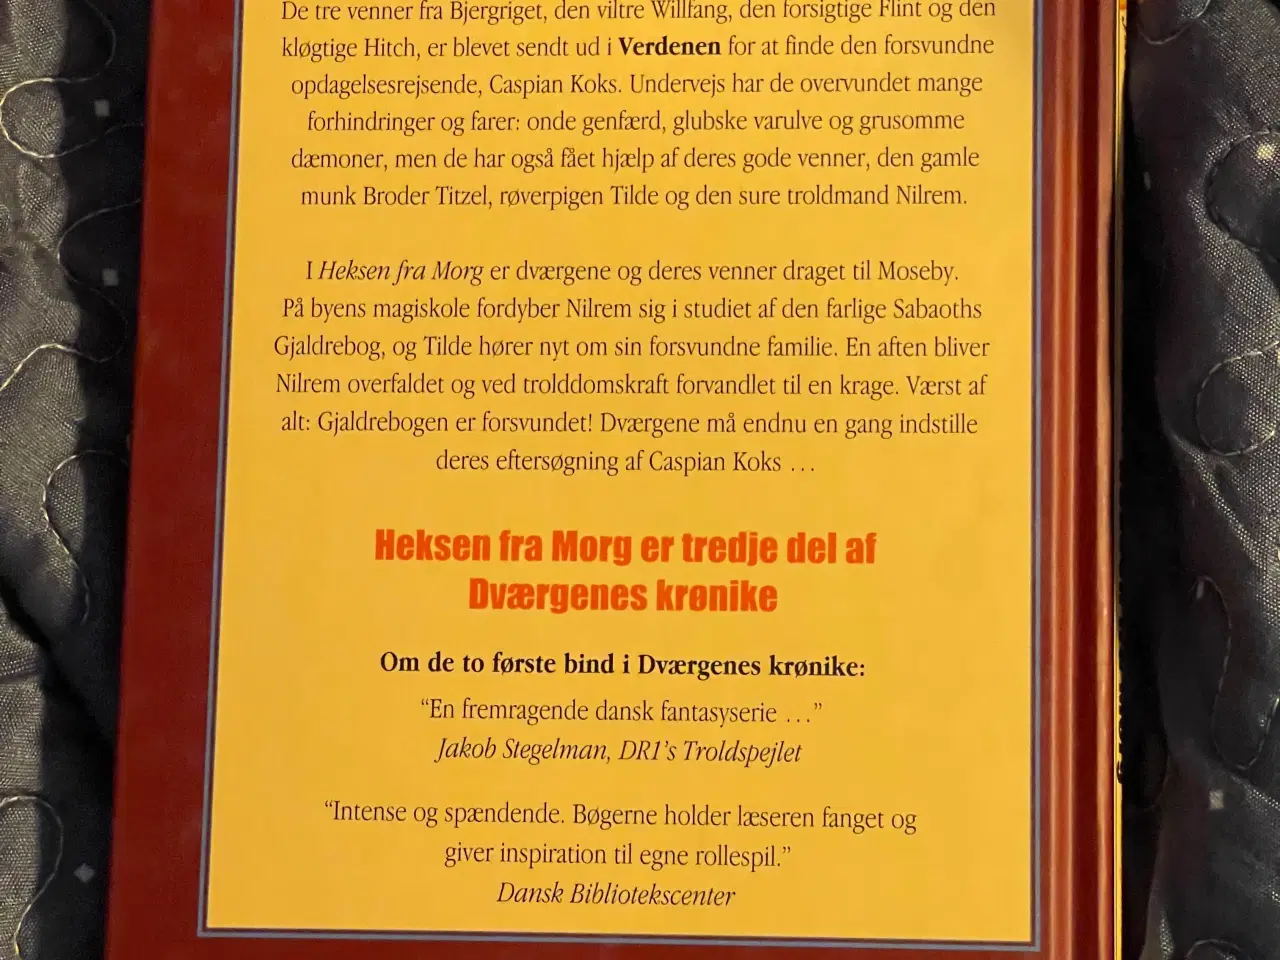 De tre venner fra Bjergriget, den viltre Willfang, den forsigtige Flint og den
kløgtige Hitch, er blevet sendt ud i Verdenen for at finde den forsvundne
opdagelsesrejsende, Caspian Koks. Undervejs har de overvundet mange
forhindringer og farer: onde genfærd, glubske varulve og grusomme
dæmoner, men de har også fået hjælp af deres gode venner, den gamle
munk Broder Titzel, røverpigen Tilde og den sure troldmand Nilrem.
I Heksen fra Morg er dværgene og deres venner draget til Moseby.
På byens magiskole fordyber Nilrem sig i studiet af den farlige Sabaoths
Gjaldrebog, og Tilde hører nyt om sin forsvundne familie. En aften bliver
Nilrem overfaldet og ved trolddomskraft forvandlet til en krage. Værst af
alt: Gjaldrebogen er forsvundet! Dværgene må endnu en gang indstille
deres eftersøgning af Caspian Koks ...
Heksen fra Morg er tredje del af
Dværgenes krønike
Om de to første bind i Dværgenes krønike:
“En fremragende dansk fantasyserie ...”
Jakob Stegelman, DR1's Troldspejlet
“Intense og spændende. Bøgerne holder læseren fanget og
giver inspiration til egne rollespil.”
Dansk Bibliotekscenter